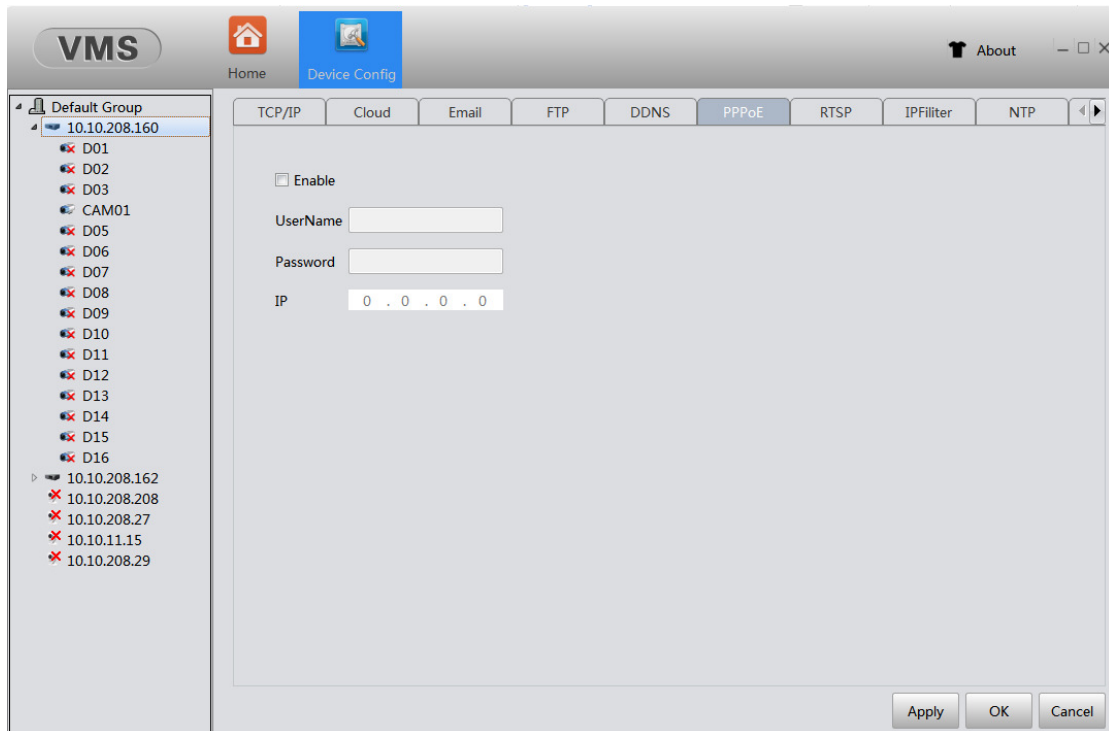 VMS
Home
Device Config
About
Default Group
10.10.208.160
D01
D02
D03
CAM01
D05
D06
D07
D08
D09
D10
D11
D12
D13
D14
D15
D16
10.10.208.162
10.10.208.208
10.10.208.27
10.10.11.15
10.10.208.29
TCP/IP Cloud Email FTP DDNS PPPoE RTSP IPFiliter NTP
Enable
UserName
Password
IP 0 . 0 . 0 . 0
Apply OK Cancel